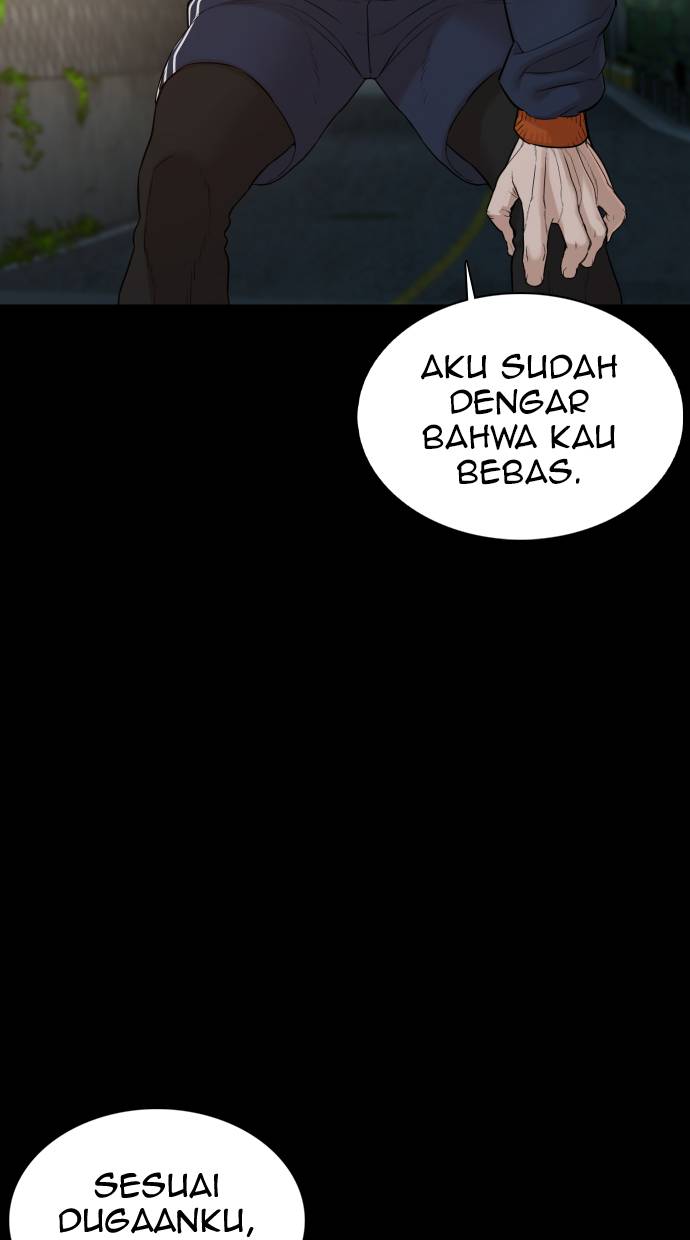 AKU SUDAH
DENGAR
BAHWA KAU
BEBAS.
SESUAI
DUGAANKU,